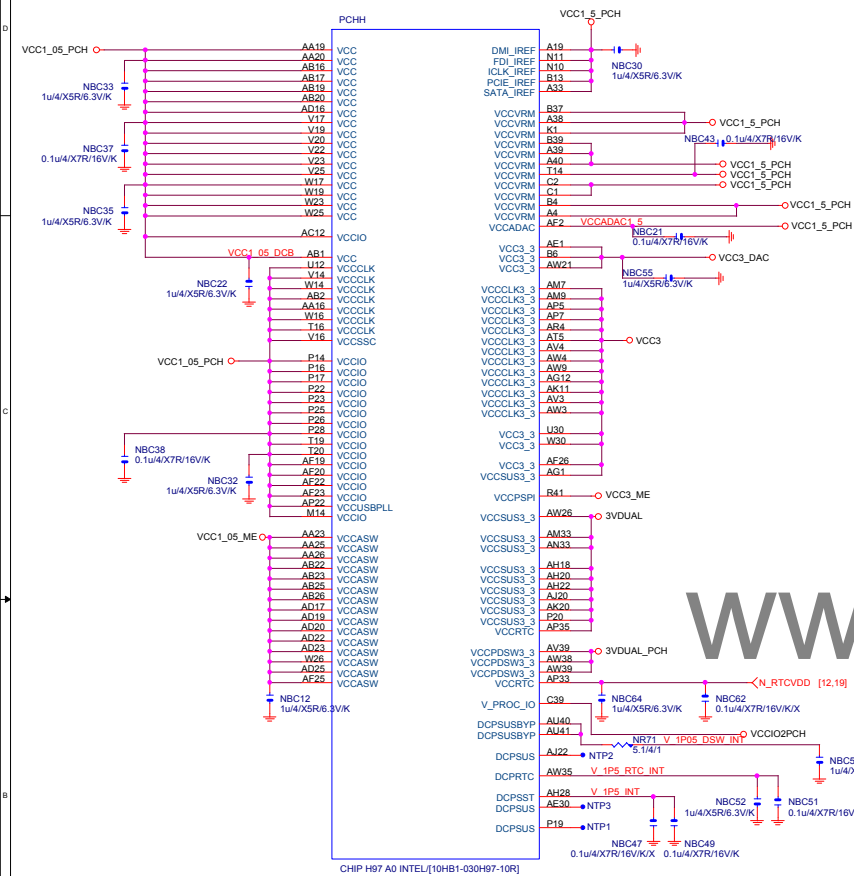 D
C
B
PCHH
VCC1_5_PCH
VCC1_05_PCH
NBC33
1u/4/X5R/6.3V/K
NBC37
0.1u/4/X7R/16V/K
NBC35
1u/4/X5R/6.3V/K
VCC1_05_DCB
NBC22
1u/4/X5R/6.3V/K
VCC1_05_PCH
NBC38
0.1u/4/X7R/16V/K
NBC32
1u/4/X5R/6.3V/K
VCC1_05_ME
NBC12
1u/4/X5R/6.3V/K
AA19 VCC
AA20 VCC
AB16 VCC
AB17 VCC
AB19 VCC
AB20 VCC
AD16 VCC
V17 VCC
V19 VCC
V20 VCC
V22 VCC
V23 VCC
V25 VCC
W17 VCC
W19 VCC
W23 VCC
W25 VCC
AC12 VCCIO
AB1 VCC
U12 VCCCLK
V14 VCCCLK
W14 VCCCLK
AB2 VCCCLK
AA16 VCCCLK
W16 VCCCLK
T16 VCCCLK
V16 VCCSSC
P14 VCCIO
P16 VCCIO
P17 VCCIO
P22 VCCIO
P23 VCCIO
P25 VCCIO
P26 VCCIO
P28 VCCIO
T19 VCCIO
T20 VCCIO
AF19 VCCIO
AF20 VCCIO
AF22 VCCIO
AF23 VCCIO
AP22 VCCUSBPLL
M14 VCCIO
AA23 VCCASW
AA25 VCCASW
AA26 VCCASW
AB22 VCCASW
AB23 VCCASW
AB25 VCCASW
AB26 VCCASW
AD17 VCCASW
AD19 VCCASW
AD20 VCCASW
AD22 VCCASW
AD23 VCCASW
W26 VCCASW
AD25 VCCASW
AF25 VCCASW
DMI_IREF A19
FDI_IREF N11
ICLK_IREF N10
PCIE_IREF B13
SATA_IREF A33
NBC30
1u/4/X5R/6.3V/K
VCCVRM B37
VCCVRM A38
VCCVRM K1
VCCVRM B39
VCCVRM A39
VCCVRM A40
VCCVRM T14
VCCVRM C2
VCCVRM C1
VCCVRM B4
VCCVRM A4
VCCADAC AF2 VCCADAC1_5
VCC1_5_PCH
NBC43 0.1u/4/X7R/16V/K
VCC1_5_PCH
VCC1_5_PCH
VCC1_5_PCH
VCC1_5_PCH
VCC1_5_PCH
NBC21
0.1u/4/X7R/16V/K
VCC3_3 AE1
VCC3_3 B6
VCC3_3 AW21
VCC3_DAC
NBC55
1u/4/X5R/6.3V/K
VCCCLK3_3 AM7
VCCCLK3_3 AM9
VCCCLK3_3 AP5
VCCCLK3_3 AP7
VCCCLK3_3 AR4
VCCCLK3_3 AT5
VCCCLK3_3 AV4
VCCCLK3_3 AW4
VCCCLK3_3 AW9
VCCCLK3_3 AG12
VCCCLK3_3 AK11
VCCCLK3_3 AV3
VCCCLK3_3 AW3
VCC3
VCC3_3 U30
VCC3_3 W30
VCC3_3 AF26
VCCSUS3_3 AG1
VCCPSPI R41 VCC3_ME
VCCSUS3_3 AW26 3VDUAL
VCCSUS3_3 AM33
VCCSUS3_3 AN33
VCCSUS3_3 AH18
VCCSUS3_3 AH20
VCCSUS3_3 AH22
VCCSUS3_3 AJ20
VCCSUS3_3 AK20
VCCSUS3_3 P20
VCCRTC AP35
VCCPDSW3_3 AV39 3VDUAL_PCH
VCCPDSW3_3 AW38
VCCPDSW3_3 AW39
VCCRTC AP33 N_RTCVDD [12,19]
NBC64
1u/4/X5R/6.3V/K
NBC62
0.1u/4/X7R/16V/K/X
V_PROC_IO C39
VCCIO2PCH
DCPSUSBYP AU40
DCPSUSBYP AU41
NR71 V_1P05_DSW_INT
5.1/4/1
NBC5
1u/4/X
DCPSUS AJ22 NTP2
DCPRTC AW35 V_1P5_RTC_INT
NBC52
1u/4/X5R/6.3V/K
NBC51
0.1u/4/X7R/16V
DCPSST AH28 V_1P5_INT
DCPSUS AE30 NTP3
DCPSUS P19 NTP1
NBC47
0.1u/4/X7R/16V/K/X
NBC49
0.1u/4/X7R/16V/K
CHIP H97 A0 INTEL/[10HB1-030H97-10R]